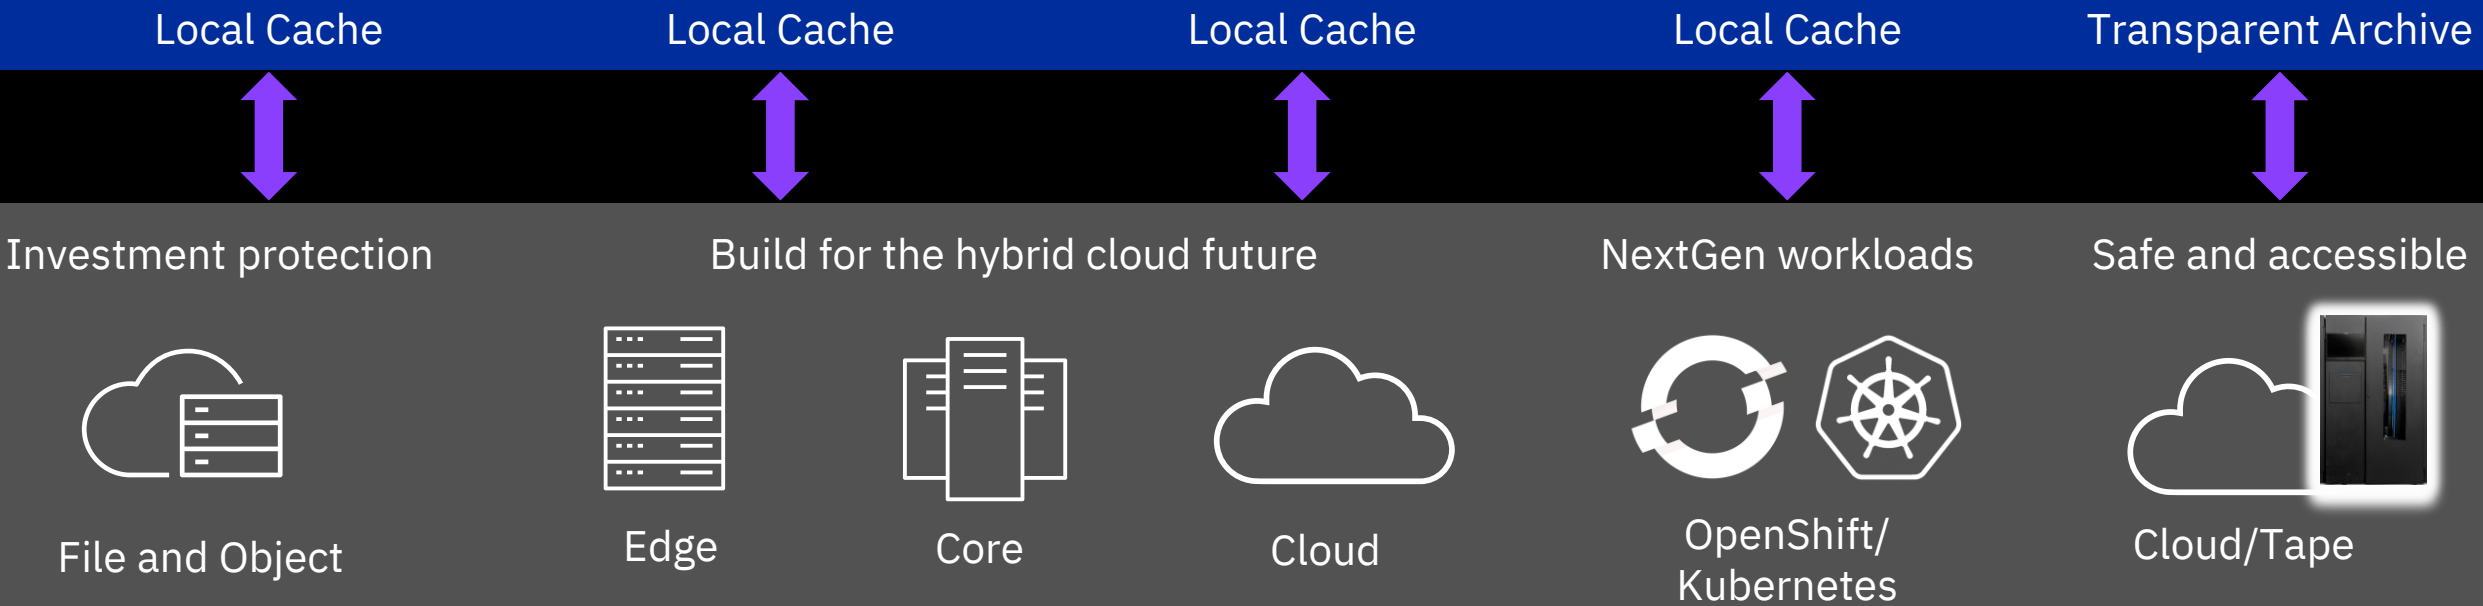 Local Cache
Local Cache
Local Cache
Local Cache
Transparent Archive
Investment protection
Build for the hybrid cloud future
NextGen workloads
Safe and accessible
File and Object
Edge
Core
Cloud
OpenShift/
Kubernetes
Cloud/Tape